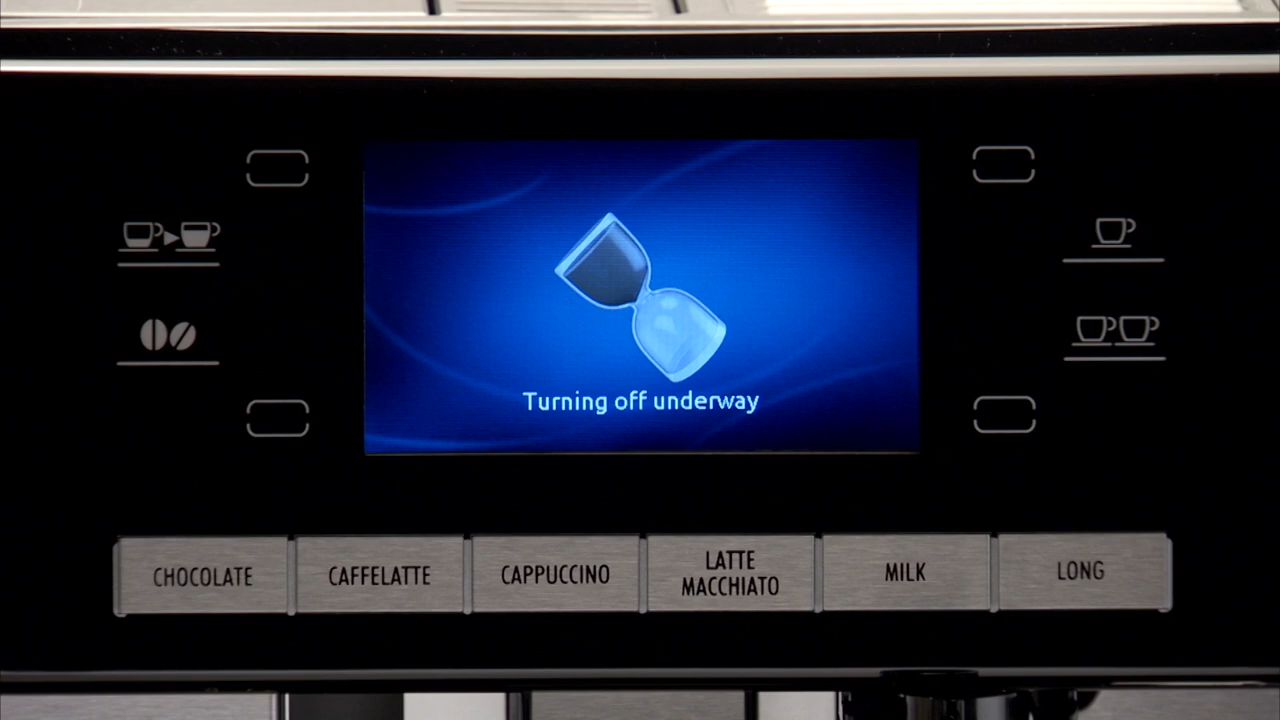 Turning off underway
CHOCOLATE
CAFFELATTE
CAPPUCCINO
LATTE
MACCHIATO
MILK
LONG